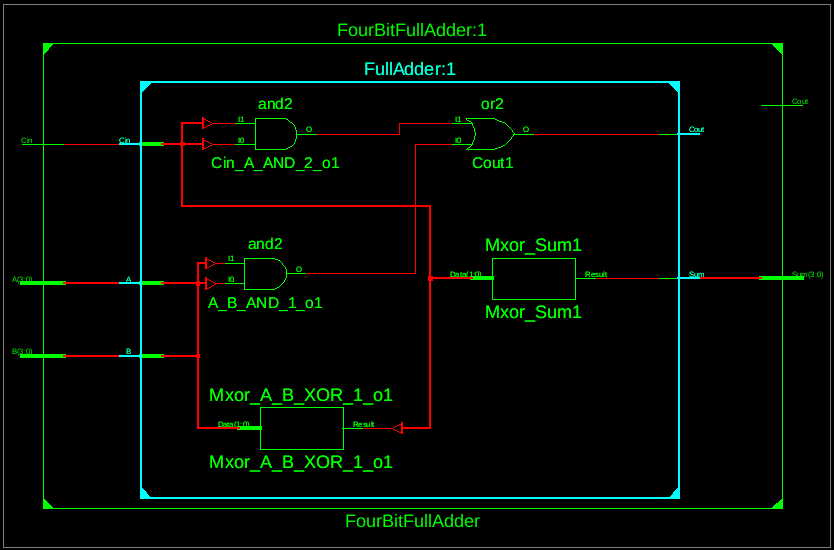 FourBitFullAdder:1
FullAdder:1
and2
or2
Cout
I1
O
I1
O
Cin
Cin
I0
I0
Cout
Cin_A_AND_2_o1
Cout1
and2
Mxor_Sum1
I1
O
A(3:0)
A
I0
Data(1:0)
Result
Sum
Sum(3:0)
A_B_AND_1_o1
Mxor_Sum1
B(3:0)
B
Mxor_A_B_XOR_1_o1
Data(1:0)
Result
Mxor_A_B_XOR_1_o1
FourBitFullAdder